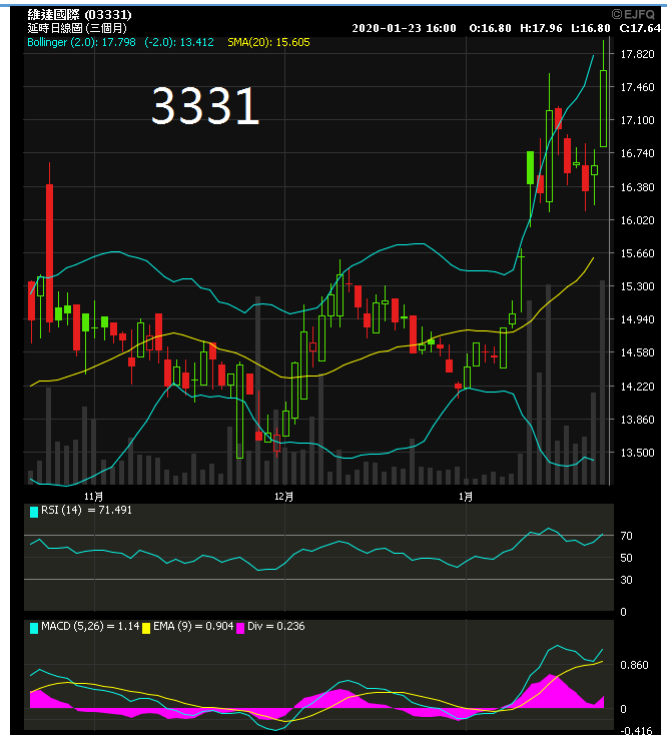 維達國際 (03331)
©EJFQ
延時日線圖 (三個月)
2020-01-23 16:00 O:16.80 H:17.96 L:16.80 C:17.64
Bollinger (2.0): 17.798 (-2.0): 13.412 SMA(20): 15.605
3331
17.820
17.460
17.100
16.740
16.380
16.020
15.660
15.300
14.940
14.580
14.220
13.860
13.500
11月
12月
1月
RSI (14) = 71.491
70
50
30
0
MACD (5,26) = 1.14 EMA (9) = 0.904 Div = 0.236
0.860
0
-0.416